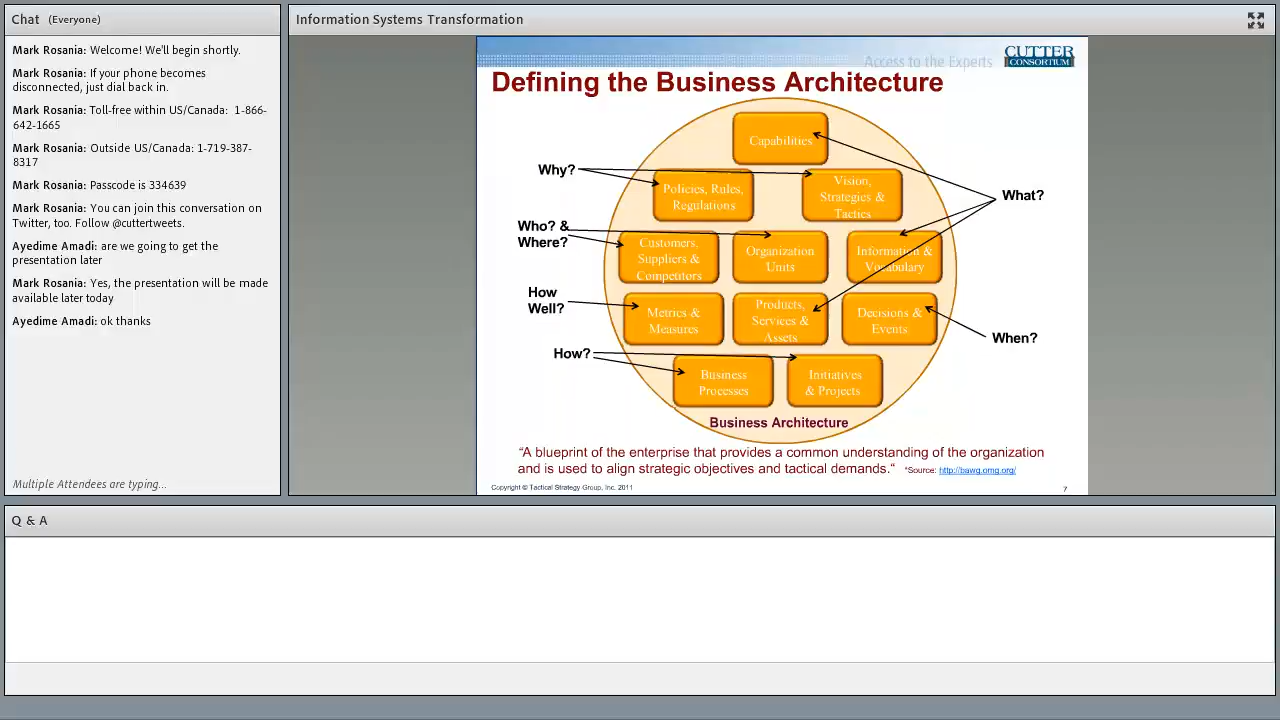 Chat (Everyone)
Mark Rosania: Welcome! We'll begin shortly.
Mark Rosania: If your phone becomes
disconnected, just dial back in.
Mark Rosania: Toll-free within US/Canada: 1-866-
642-1665
Mark Rosania: Outside US/Canada: 1-719-387-
8317
Mark Rosania: Passcode is 334639
Mark Rosania: You can join the conversation on
Twitter, too. Follow @cuttertweets.
Ayedime Amadi: are we going to get the
presentation later
Mark Rosania: Yes, the presentation will be made
available later today
Ayedime Amadi: ok thanks
Multiple Attendees are typing...
Information Systems Transformation
Access to the Experts
CUTTER
CONSORTIUM
Defining the Business Architecture
Capabilities
Why?
Policies, Rules,
Regulations
Vision,
Strategies &
Tactics
What?
Who? &
Where?
Customers,
Suppliers &
Competitors
Organization
Units
Information &
Vocabulary
How
Well?
Metrics &
Measures
Products,
Services &
Assets
Decisions &
Events
When?
How?
Business
Processes
Initiatives
& Projects
Business Architecture
“A blueprint of the enterprise that provides a common understanding of the organization
and is used to align strategic objectives and tactical demands.“ *Source: http://bawg.omg.org/
Copyright © Tactical Strategy Group, Inc. 2011
7
Q & A